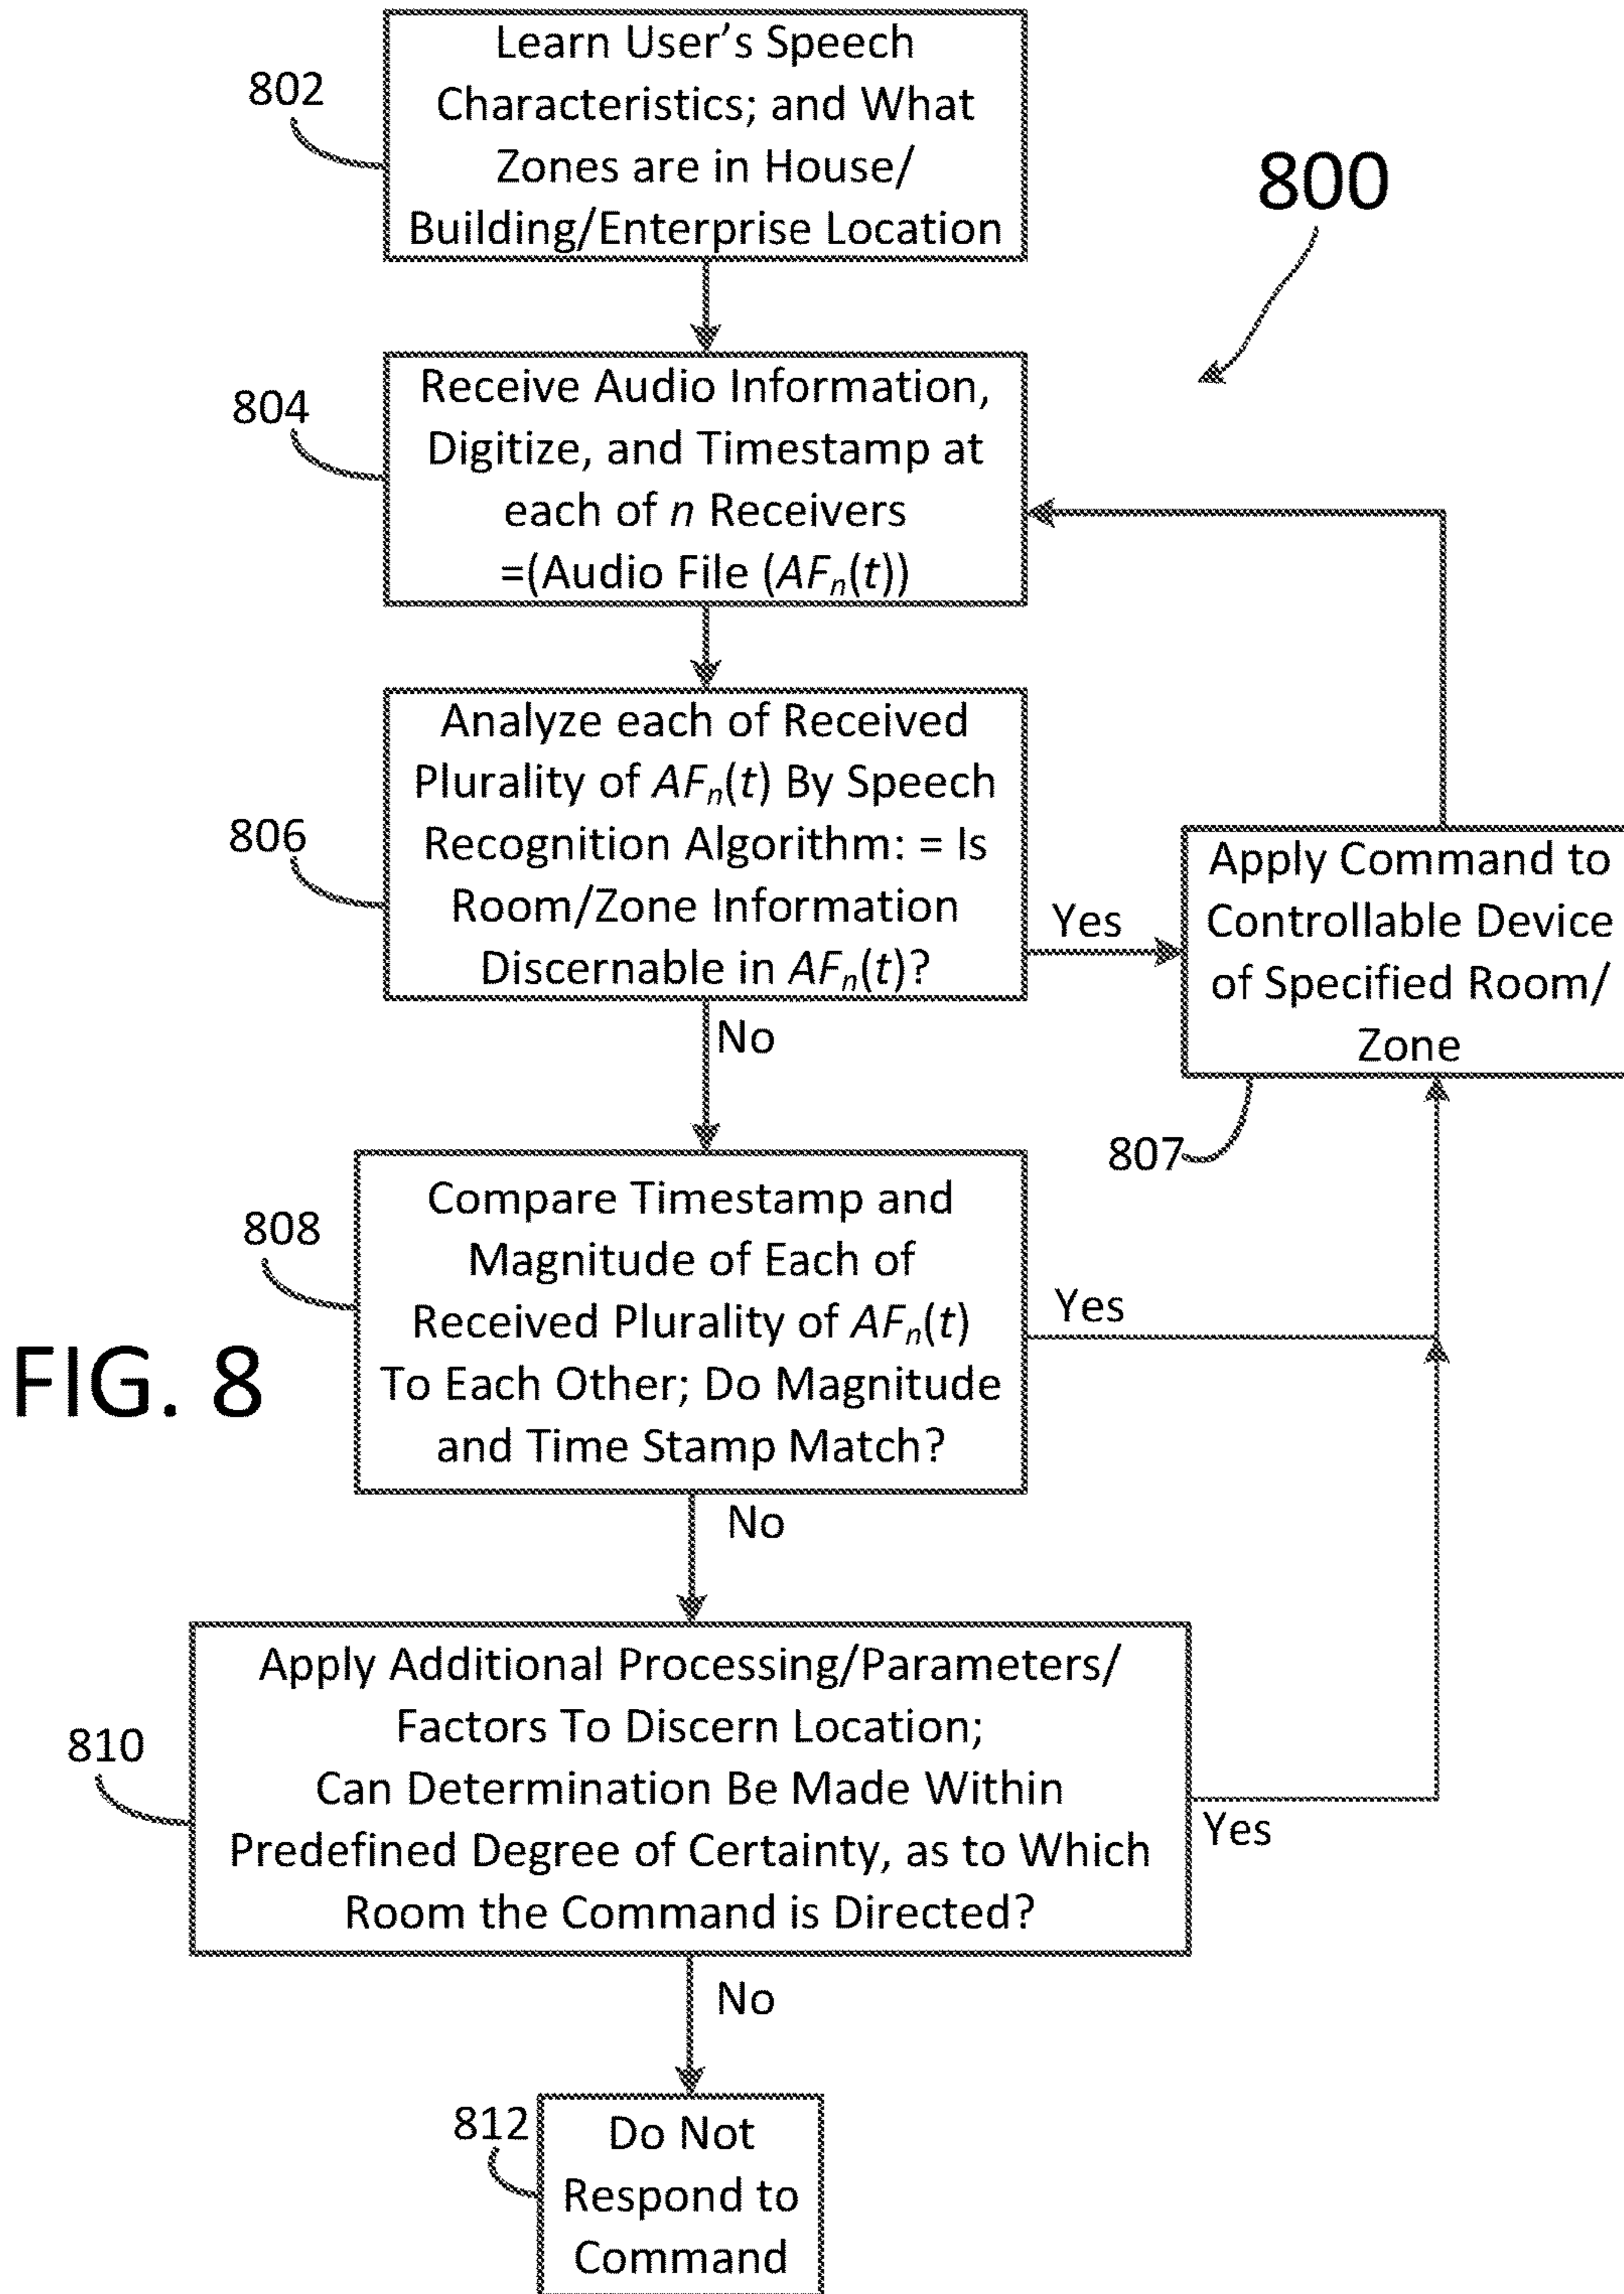 Learn User's Speech
Characteristics; and What
Zones are in House/
Building/Enterprise Location
802
800
Receive Audio Information,
Digitize, and Timestamp at
each of n Receivers
=(Audio File (AFn(t))
804
Analyze each of Received
Plurality of AFn(t) By Speech
Recognition Algorithm: = Is
Room/Zone Information
Discernable in AFn(t)?
806
Yes
No
Apply Command to
Controllable Device
of Specified Room/
Zone
807
Compare Timestamp and
Magnitude of Each of
Received Plurality of AFn(t)
To Each Other; Do Magnitude
and Time Stamp Match?
808
Yes
No
FIG. 8
Apply Additional Processing/Parameters/
Factors To Discern Location;
Can Determination Be Made Within
Predefined Degree of Certainty, as to Which
Room the Command is Directed?
810
Yes
No
812
Do Not
Respond to
Command